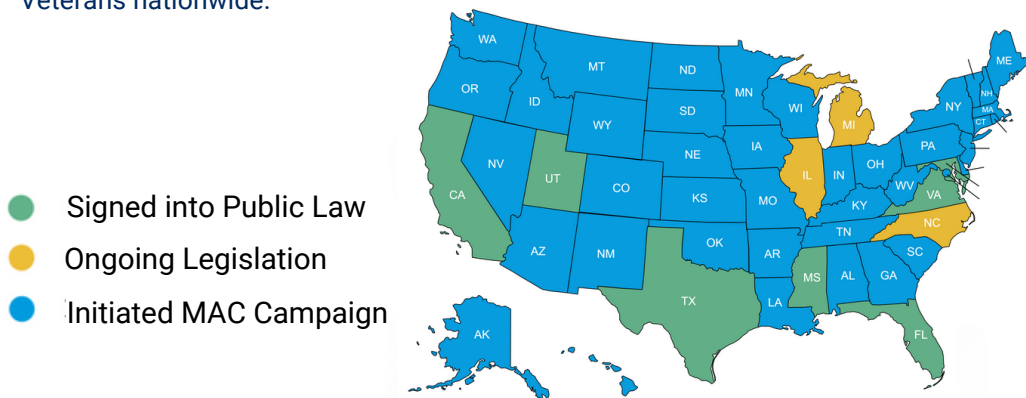 Veterans nationwide.
WA
MT
ND
MN
ME
OR
ID
SD
WI
NY
NH
MA
CT
MI
WY
IA
PA
NE
NV
UT
CO
IL
IN
OH
WV
VA
CA
KS
MO
KY
NC
TN
AZ
NM
OK
AR
SC
MS
AL
GA
TX
LA
FL
AK
Signed into Public Law
Ongoing Legislation
Initiated MAC Campaign